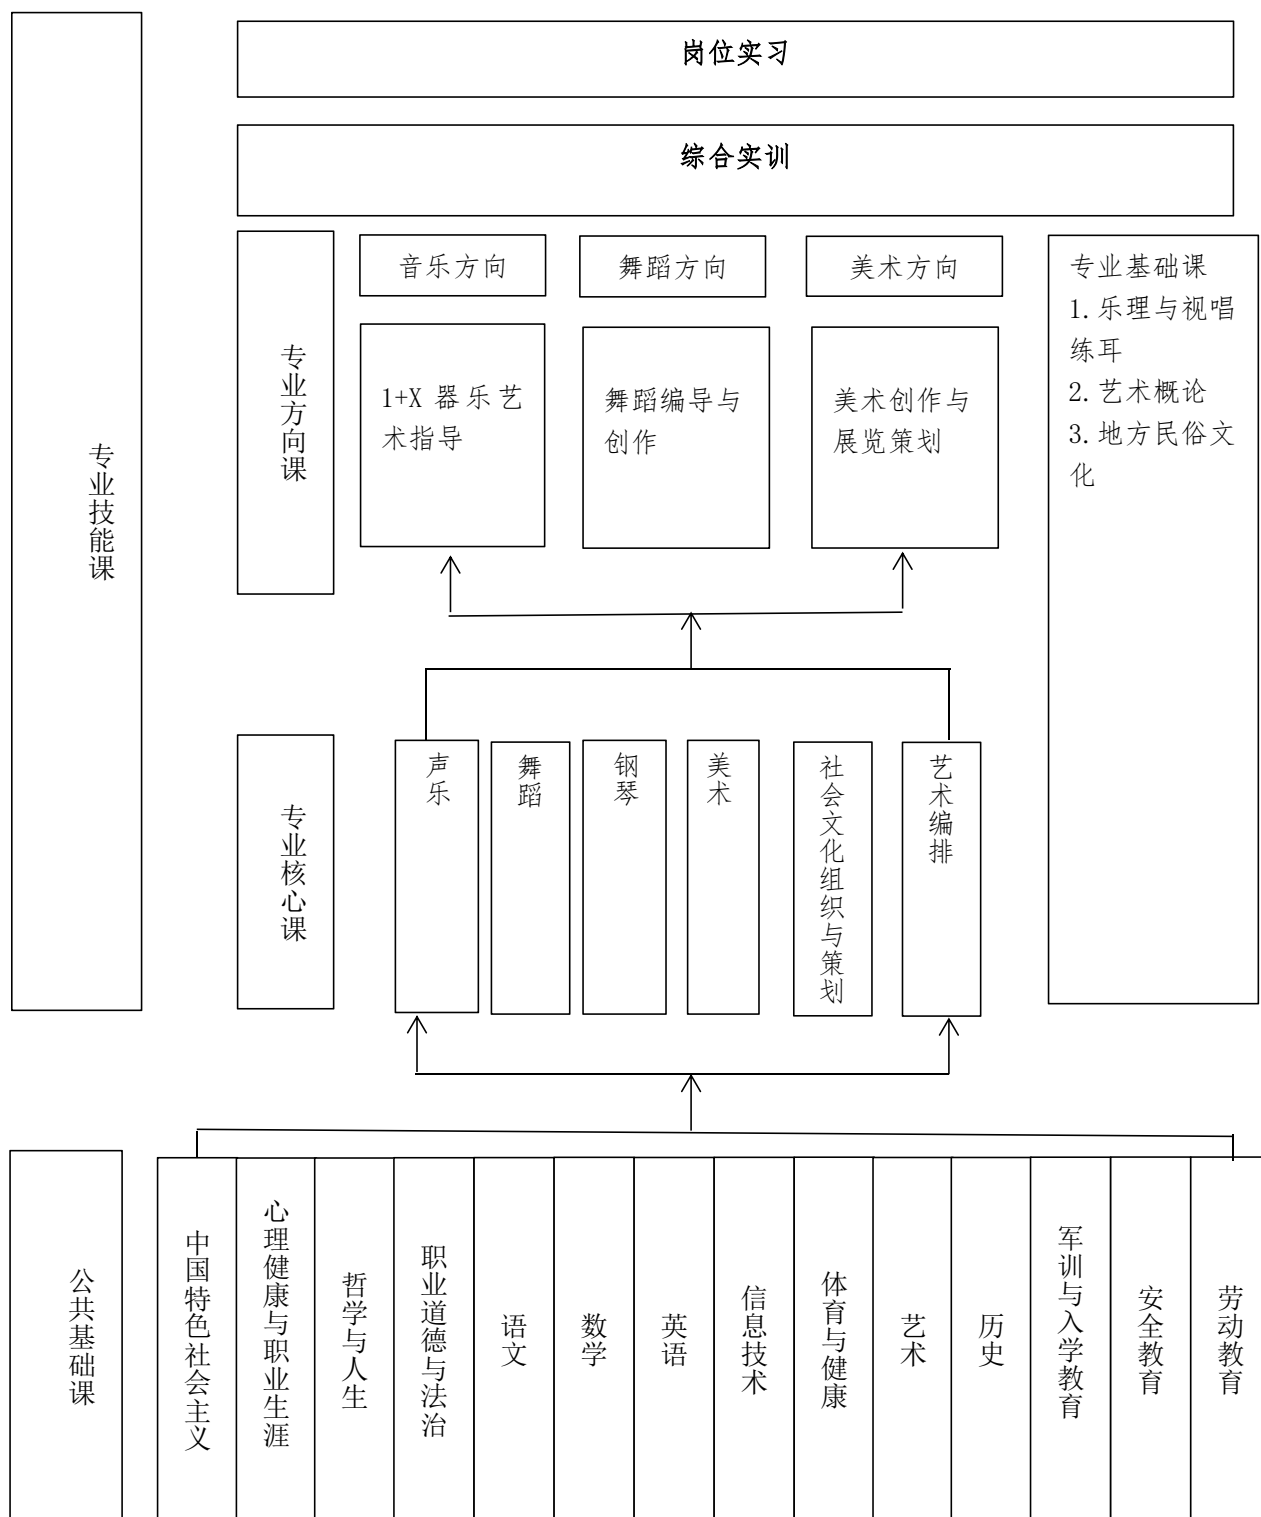 岗位实习
综合实训
专业技能课
专业方向课
音乐方向
舞蹈方向
美术方向
1+X 器乐艺
术指导
舞蹈编导与
创作
美术创作与
展览策划
专业基础课
1.乐理与视唱
练耳
2.艺术概论
3.地方民俗文
化
专业核心课
声乐
舞蹈
钢琴
美术
社会文化组织与策划
艺术编排
公共基础课
中国特色社会主义
心理健康与职业生涯
哲学与人生
职业道德与法治
语文
数学
英语
信息技术
体育与健康
艺术
历史
军训与入学教育
安全教育
劳动教育